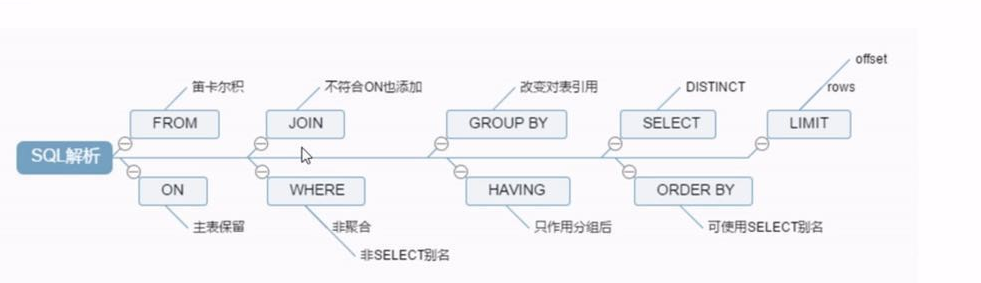 offset
笛卡尔积
不符合ON也添加
改变对表引用
DISTINCT
rows
FROM
JOIN
GROUP BY
SELECT
LIMIT
SQL解析
ON
WHERE
HAVING
ORDER BY
主表保留
非聚合
只作用分组后
可使用SELECT别名
非SELECT别名